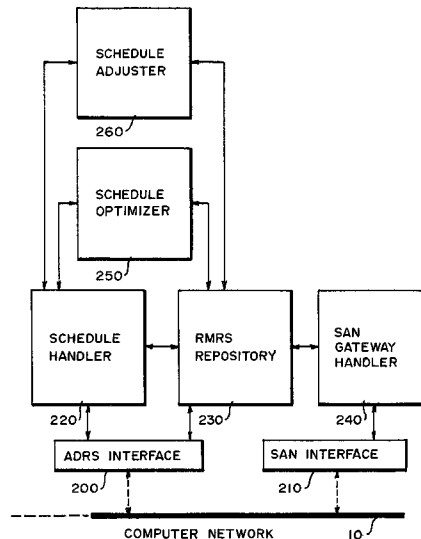 SCHEDULE
ADJUSTER
260
SCHEDULE
OPTIMIZER
250
SCHEDULE
HANDLER
220
RMRS
REPOSITORY
230
SAN
GATEWAY
HANDLER
240
ADRS INTERFACE
200
SAN INTERFACE
210
COMPUTER NETWORK
10